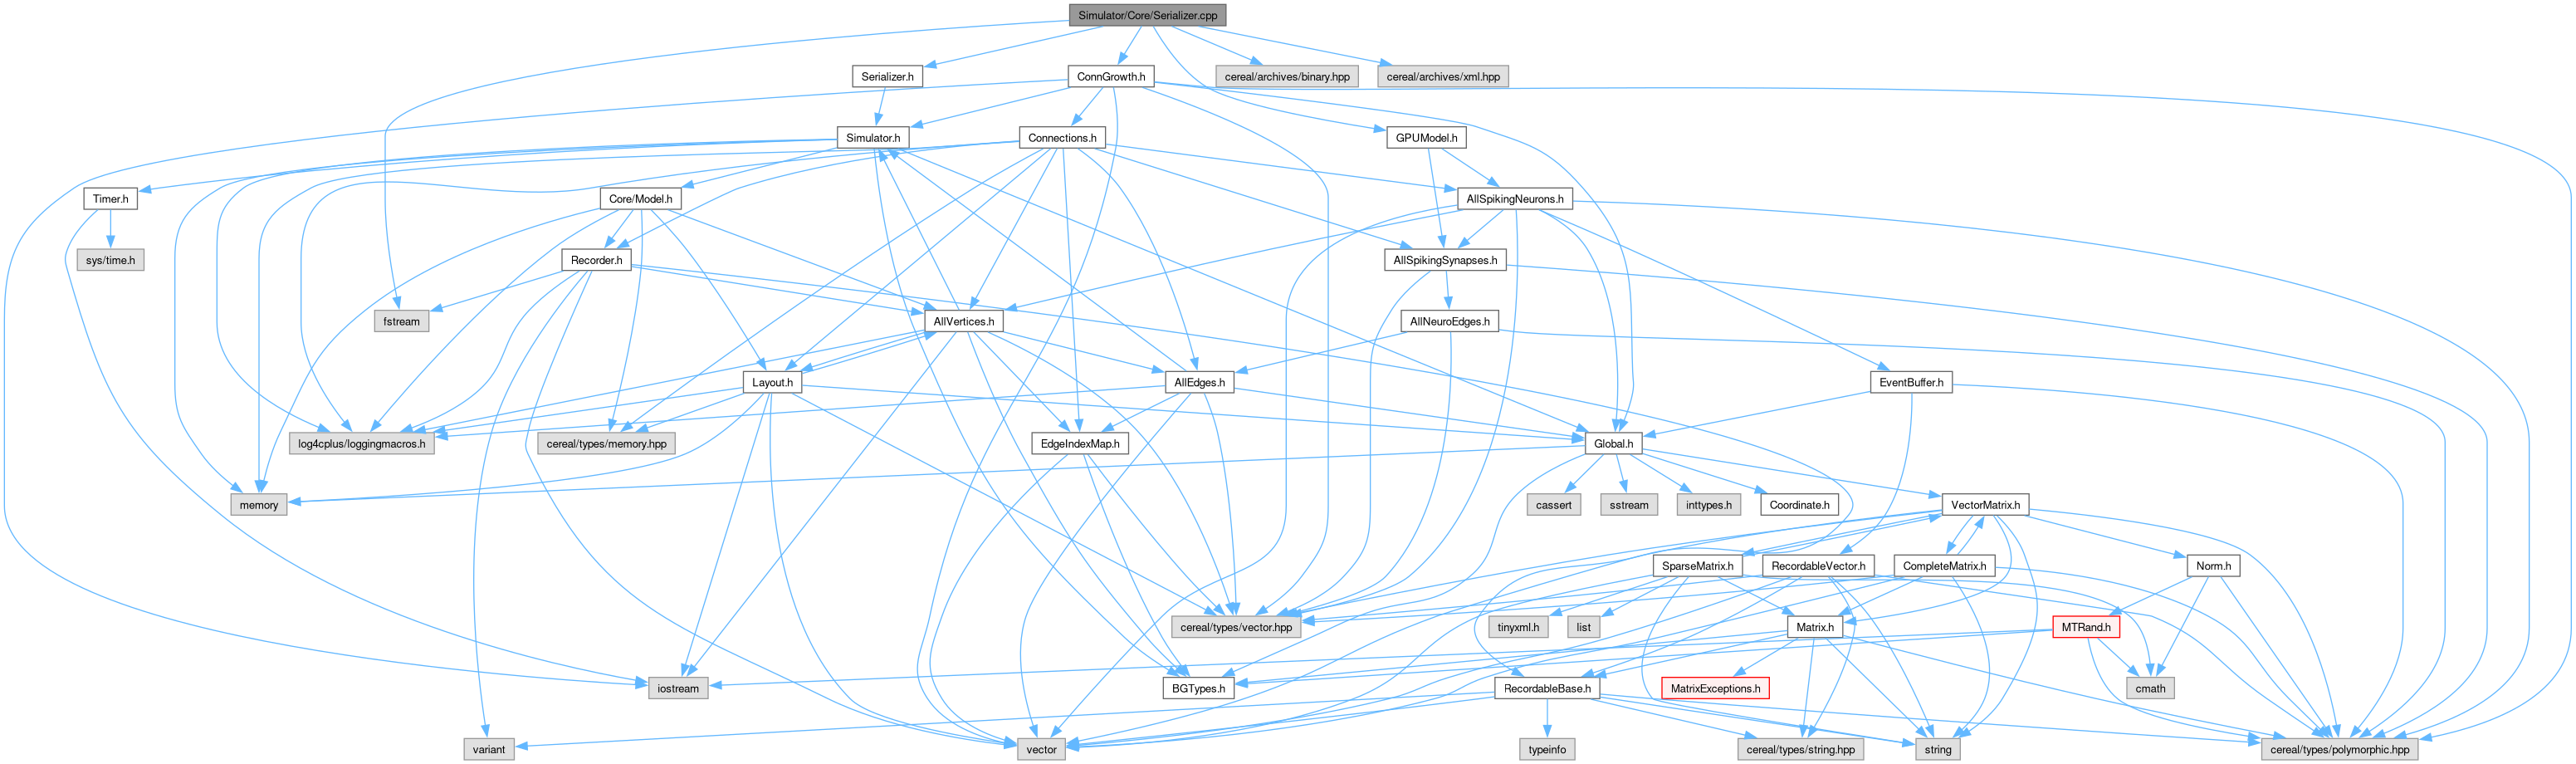 Simulator/Core/Serializer.cpp
Serializer.h
ConnGrowth.h
cereal/archives/binary.hpp
cereal/archives/xml.hpp
Simulator.h
Connections.h
GPUModel.h
Timer.h
Core/Model.h
AllSpikingNeurons.h
sys/time.h
Recorder.h
AllSpikingSynapses.h
fstream
AllVertices.h
AllNeuroEdges.h
Layout.h
AllEdges.h
EventBuffer.h
log4cplus/loggingmacros.h
cereal/types/memory.hpp
EdgeIndexMap.h
Global.h
memory
cassert
sstream
inttypes.h
Coordinate.h
VectorMatrix.h
SparseMatrix.h
RecordableVector.h
CompleteMatrix.h
Norm.h
cereal/types/vector.hpp
tinyxml.h
list
Matrix.h
MTRand.h
iostream
BGTypes.h
RecordableBase.h
MatrixExceptions.h
cmath
variant
vector
typeinfo
cereal/types/string.hpp
string
cereal/types/polymorphic.hpp